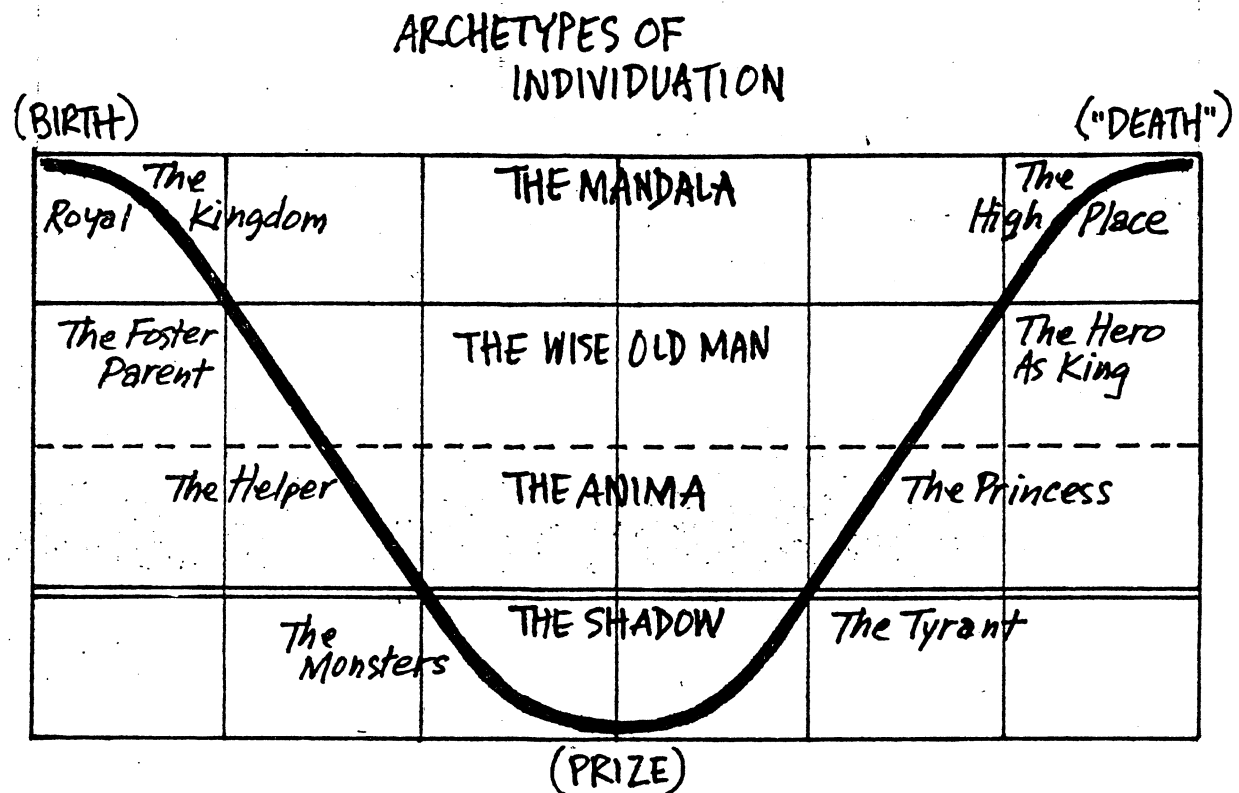 ARCHETYPES OF
INDIVIDUATION
(BIRTH)
("DEATH")
The
Royal Kingdom
THE MANDALA
The
High Place
The Foster
Parent
THE WISE OLD MAN
The Hero
As King
The Helper
THE ANIMA
The Princess
The
Monsters
THE SHADOW
The Tyrant
(PRIZE)